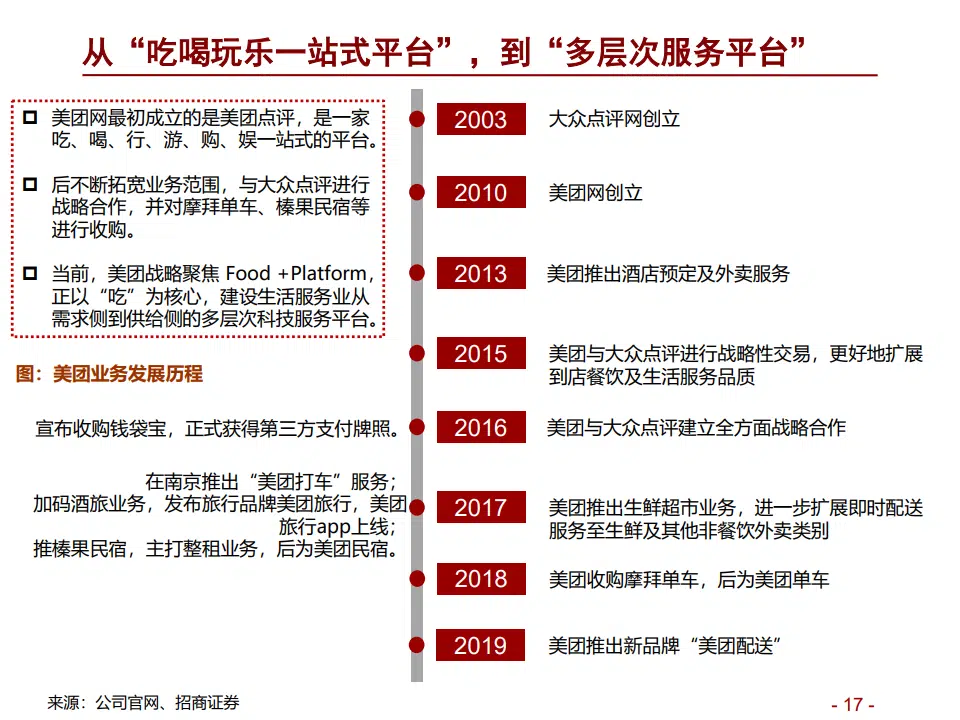 从“吃喝玩乐一站式平台”，到“多层次服务平台”
美团网最初成立的是美团点评，是一家
吃、喝、行、游、购、娱一站式的平台。
后不断拓宽业务范围，与大众点评进行
战略合作，并对摩拜单车、榛果民宿等
进行收购。
当前，美团战略聚焦 Food +Platform，
正以“吃”为核心，建设生活服务业从
需求侧到供给侧的多层次科技服务平台。
图：美团业务发展历程
2003
大众点评网创立
2010
美团网创立
2013
美团推出酒店预定及外卖服务
2015
美团与大众点评进行战略性交易，更好地扩展
到店餐饮及生活服务品质
宣布收购钱袋宝，正式获得第三方支付牌照。
2016
美团与大众点评建立全方面战略合作
在南京推出“美团打车”服务；
加码酒旅业务，发布旅行品牌美团旅行，美团
旅行app上线；
推榛果民宿，主打整租业务，后为美团民宿。
2017
美团推出生鲜超市业务，进一步扩展即时配送
服务至生鲜及其他非餐饮外卖类别
2018
美团收购摩拜单车，后为美团单车
2019
美团推出新品牌“美团配送”
来源：公司官网、招商证券
- 17 -